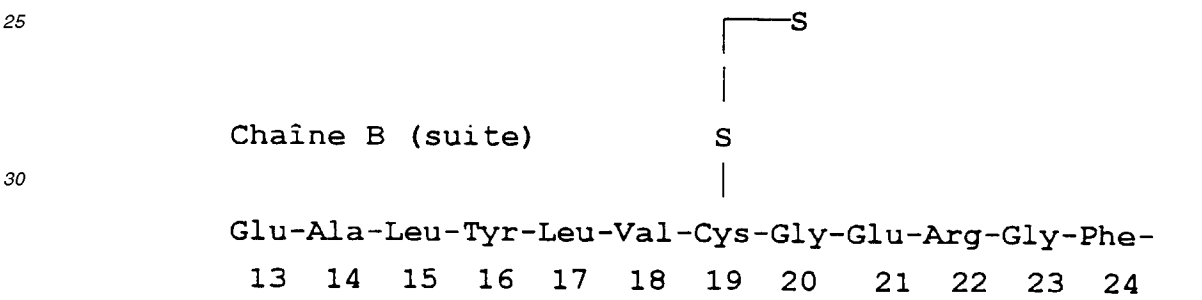 25 S
Chaîne B (suite) S
30
Glu-Ala-Leu-Tyr-Leu-Val-Cys-Gly-Glu-Arg-Gly-Phe-
13 14 15 16 17 18 19 20 21 22 23 24